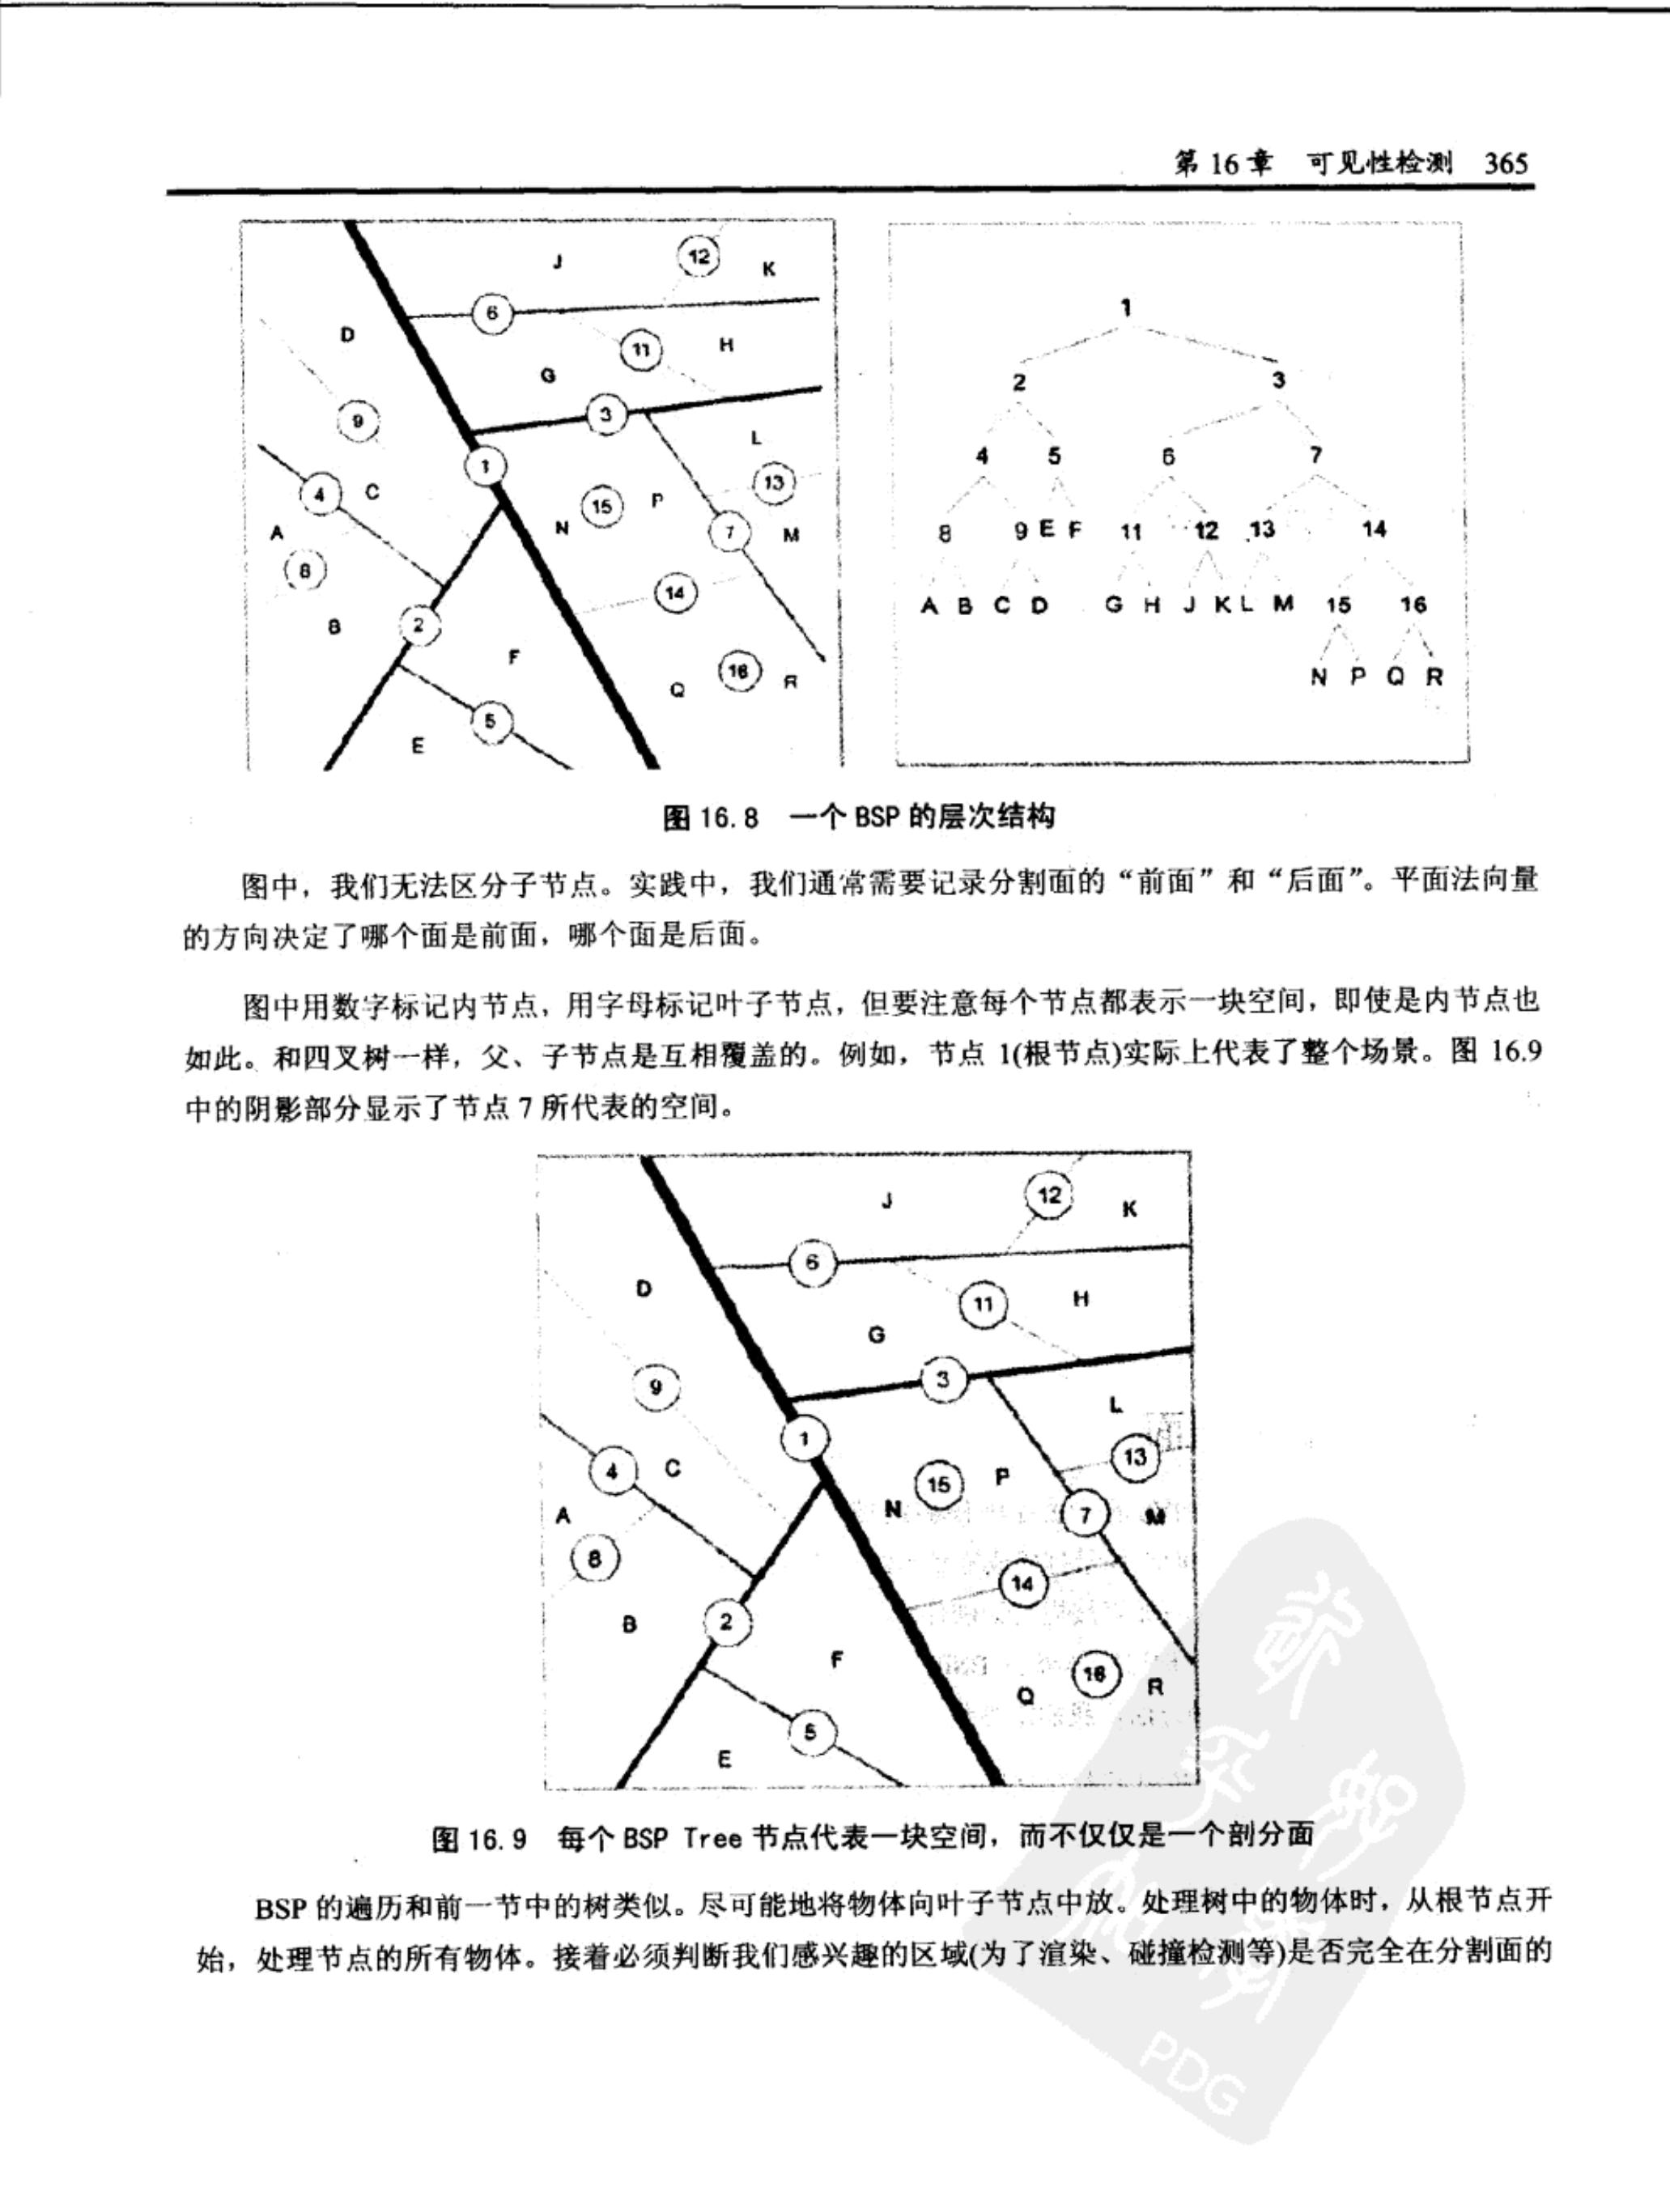 第 16 章 可见性检测 365
J
12
K
6
D
11
H
G
9
3
L
1
4
C
13
15
P
N
7
A
M
8
14
B
2
F
16
Q
R
5
E
1
2 3
4 5 6 7
8 9 E F 11 12 13 14
A B C D G H J K L M 15 16
N P Q R
图 16.8 一个 BSP 的层次结构
图中，我们无法区分子节点。实践中，我们通常需要记录分割面的“前面”和“后面”。平面法向量
的方向决定了哪个面是前面，哪个面是后面。
图中用数字标记内节点，用字母标记叶子节点，但要注意每个节点都表示一块空间，即使是内节点也
如此。和四叉树一样，父、子节点是互相覆盖的。例如，节点 1(根节点)实际上代表了整个场景。图 16.9
中的阴影部分显示了节点 7 所代表的空间。
J
12
K
6
D
11
H
G
9
3
L
1
13
4
C
15
P
N
7
A
M
8
14
B
2
F
16
Q
R
5
E
图 16.9 每个 BSP Tree 节点代表一块空间，而不仅仅是一个剖分面
BSP 的遍历和前一节中的树类似。尽可能地将物体向叶子节点中放。处理树中的物体时，从根节点开
始，处理节点的所有物体。接着必须判断我们感兴趣的区域(为了渲染、碰撞检测等)是否完全在分割面的
PDG